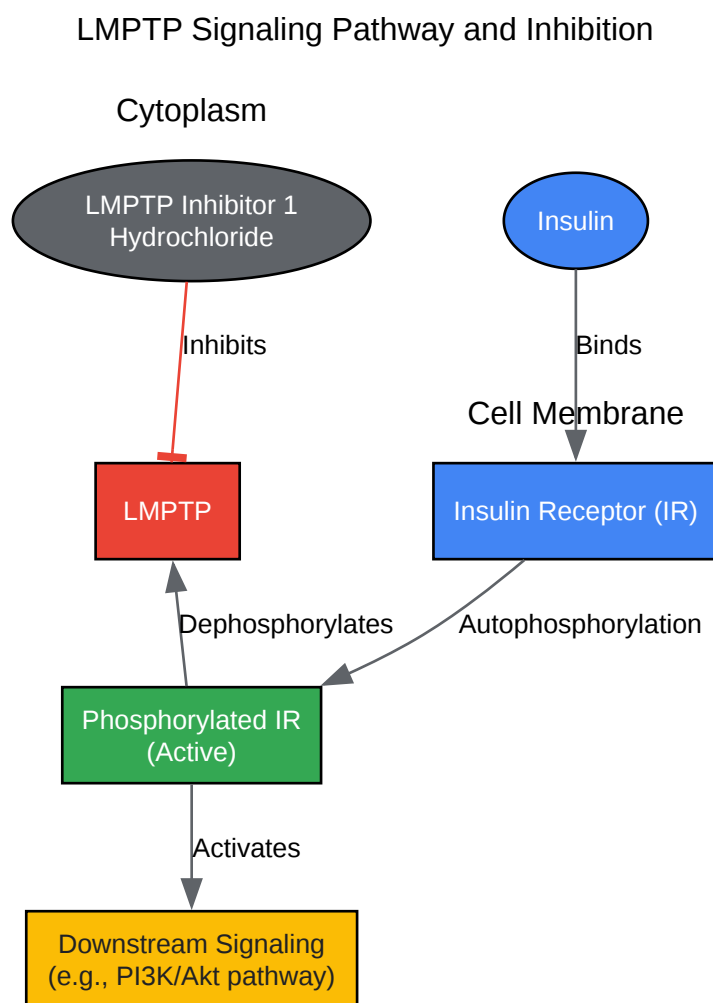 LMPTP Signaling Pathway and Inhibition
Cytoplasm
LMPTP Inhibitor 1
Hydrochloride
Insulin
Inhibits
Binds
Cell Membrane
LMPTP
Insulin Receptor (IR)
Dephosphorylates
Autophosphorylation
Phosphorylated IR
(Active)
Activates
Downstream Signaling
(e.g., PI3K/Akt pathway)